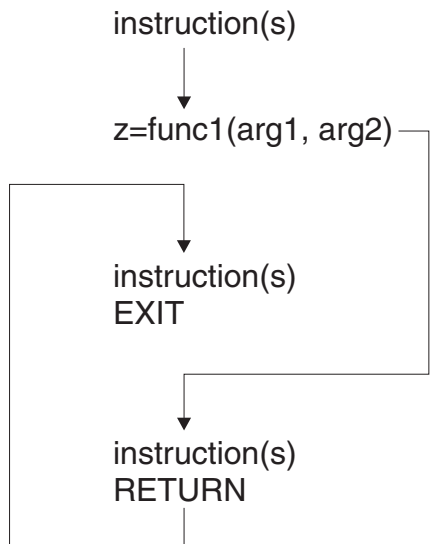 instruction(s)
z=func1(arg1, arg2)
instruction(s)
EXIT
instruction(s)
RETURN